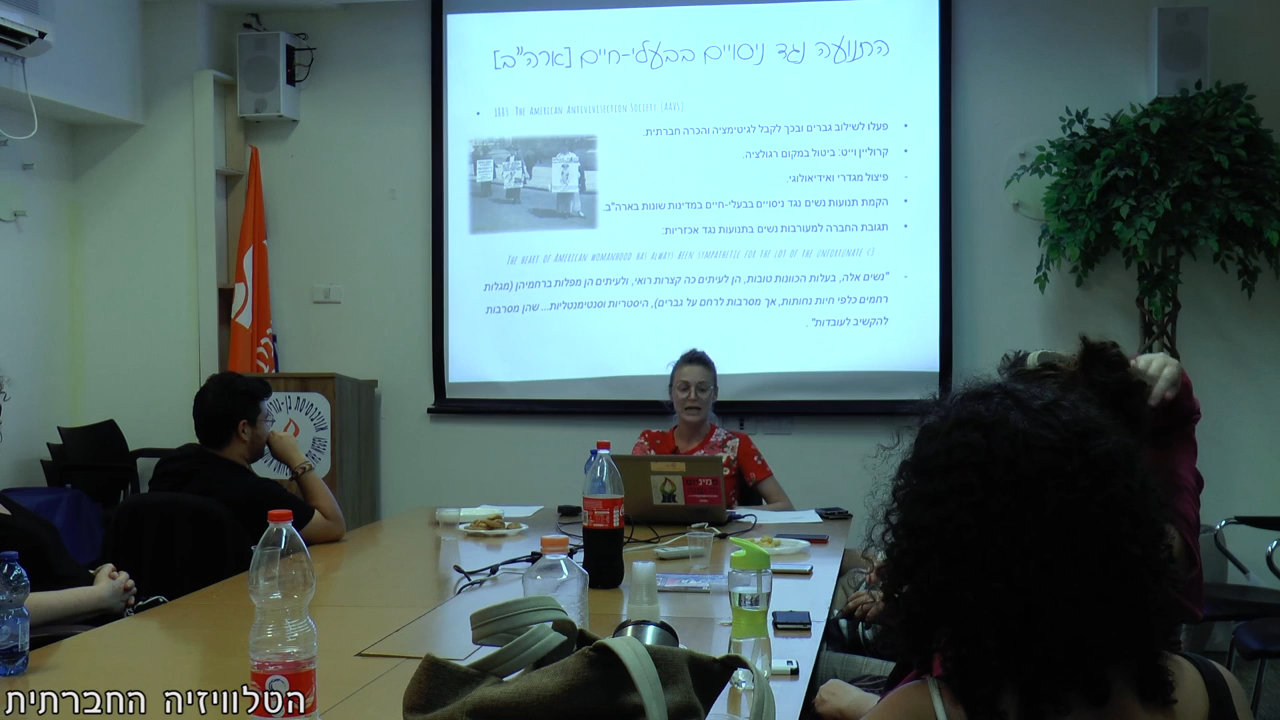 התנועה נגד ניסויים בבעלי-חיים [ארה"ב]
1883 The American Antivivisection Society (AAVS)
פעלו לשילוב גברים ובכך לקבל לגיטימציה והכרה חברתית.
קרוליין וייט: ביטול במקום רגולציה.
פיצול מגדרי ואידיאולוגי.
הקמת תנועות נשים נגד ניסויים בבעלי-חיים במדינות שונות בארה"ב.
תגובת החברה למעורבות נשים בתנועות נגד אכזריות:
The heart of American womanhood has always been sympathetic for the lot of the unfortunate
"נשים אלה, בעלות הכוונות טובות, הן לעיתים כה קצרות רואי, ולעיתים הן מפלות ברחמיהן (מגלות
רחמים כלפי חיות נחותות, אך מסרבות לרחם על גברים), היסטריות וסנטימנטליות... שהן מסרבות
להקשיב לעובדות".
הטלוויזיה החברתית